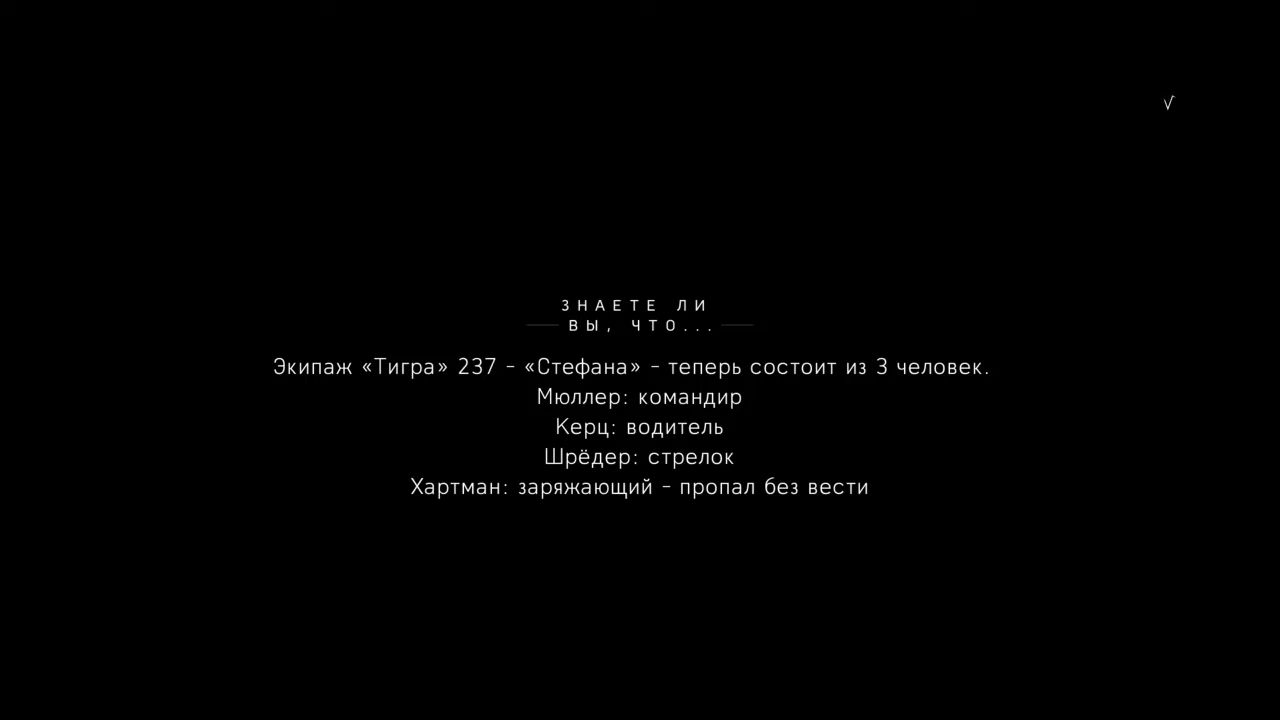 √
ЗНАЕТЕ ЛИ
ВЫ, ЧТО...
Экипаж «Тигра» 237 - «Стефана» - теперь состоит из 3 человек.
Мюллер: командир
Керц: водитель
Шрёдер: стрелок
Хартман: заряжающий - пропал без вести